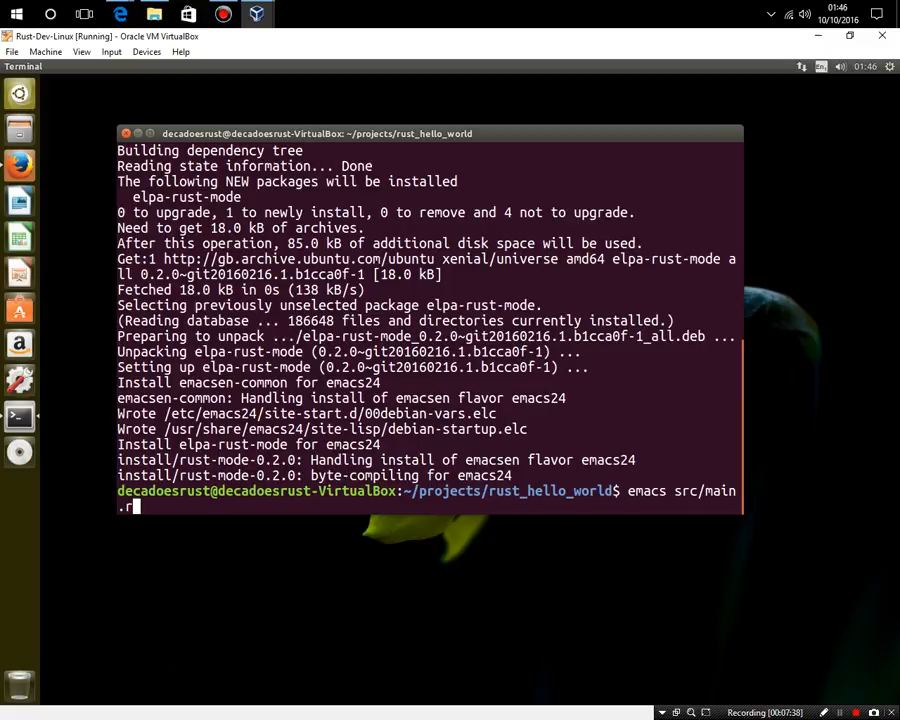 01:46
10/10/2016
Rust-Dev-Linux [Running] - Oracle VM VirtualBox
File Machine View Input Devices Help
Terminal
En
01:46
decadoesrust@decadoesrust-VirtualBox: ~/projects/rust_hello_world
Building dependency tree
Reading state information... Done
The following NEW packages will be installed
elpa-rust-mode
0 to upgrade, 1 to newly install, 0 to remove and 4 not to upgrade.
Need to get 18.0 kB of archives.
After this operation, 85.0 kB of additional disk space will be used.
Get:1 http://gb.archive.ubuntu.com/ubuntu xenial/universe amd64 elpa-rust-mode a
ll 0.2.0~git20160216.1.b1cca0f-1 [18.0 kB]
Fetched 18.0 kB in 0s (138 kB/s)
Selecting previously unselected package elpa-rust-mode.
(Reading database ... 186648 files and directories currently installed.)
Preparing to unpack .../elpa-rust-mode_0.2.0~git20160216.1.b1cca0f-1_all.deb ...
Unpacking elpa-rust-mode (0.2.0~git20160216.1.b1cca0f-1) ...
Setting up elpa-rust-mode (0.2.0~git20160216.1.b1cca0f-1) ...
Install emacsen-common for emacs24
emacsen-common: Handling install of emacsen flavor emacs24
Wrote /etc/emacs24/site-start.d/00debian-vars.elc
Wrote /usr/share/emacs24/site-lisp/debian-startup.elc
Install elpa-rust-mode for emacs24
install/rust-mode-0.2.0: Handling install of emacsen flavor emacs24
install/rust-mode-0.2.0: byte-compiling for emacs24
decadoesrust@decadoesrust-VirtualBox:~/projects/rust_hello_world$ emacs src/main
.r
Recording [00:07:38]